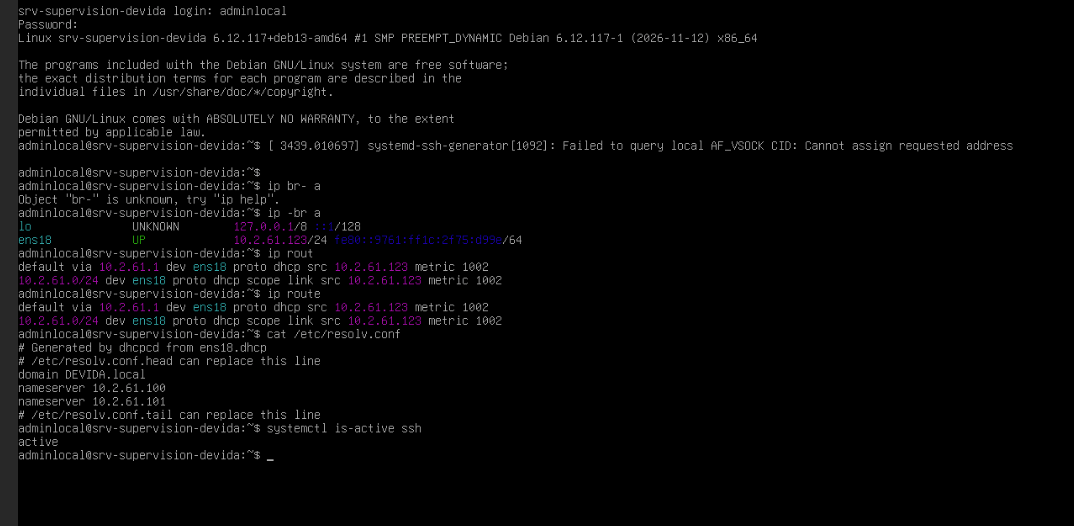 srv-supervision-devida login: adminlocal
Password:
Linux srv-supervision-devida 6.12.117+deb13-amd64 #1 SMP PREEMPT_DYNAMIC Debian 6.12.117-1 (2026-11-12) x86_64
The programs included with the Debian GNU/Linux system are free software;
the exact distribution terms for each program are described in the
individual files in /usr/share/doc/*/copyright.
Debian GNU/Linux comes with ABSOLUTELY NO WARRANTY, to the extent
permitted by applicable law.
adminlocal@srv-supervision-devida:~$ [ 3439.010697] systemd-ssh-generator[1092]: Failed to query local AF_VSOCK CID: Cannot assign requested address
adminlocal@srv-supervision-devida:~$
adminlocal@srv-supervision-devida:~$ ip br- a
Object "br-" is unknown, try "ip help".
adminlocal@srv-supervision-devida:~$ ip -br a
lo UNKNOWN 127.0.0.1/8 ::1/128
ens18 UP 10.2.61.123/24 fe80::9761:ff1c:2f75:d99e/64
adminlocal@srv-supervision-devida:~$ ip rout
default via 10.2.61.1 dev ens18 proto dhcp src 10.2.61.123 metric 1002
10.2.61.0/24 dev ens18 proto dhcp scope link src 10.2.61.123 metric 1002
adminlocal@srv-supervision-devida:~$ ip route
default via 10.2.61.1 dev ens18 proto dhcp src 10.2.61.123 metric 1002
10.2.61.0/24 dev ens18 proto dhcp scope link src 10.2.61.123 metric 1002
adminlocal@srv-supervision-devida:~$ cat /etc/resolv.conf
# Generated by dhcpcd from ens18.dhcp
# /etc/resolv.conf.head can replace this line
domain DEVIDA.local
nameserver 10.2.61.100
nameserver 10.2.61.101
# /etc/resolv.conf.tail can replace this line
adminlocal@srv-supervision-devida:~$ systemctl is-active ssh
active
adminlocal@srv-supervision-devida:~$ _